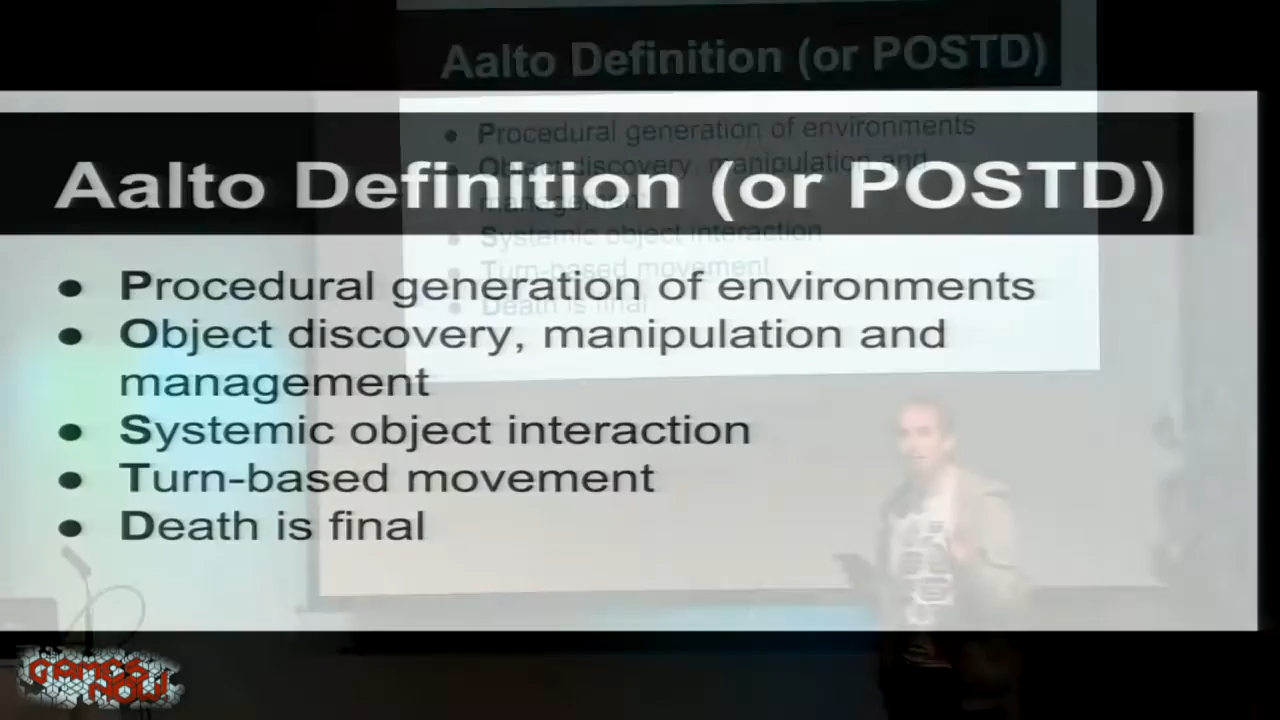 Aalto Definition (or POSTD)
● Procedural generation of environments
● Object discovery, manipulation and
management
● Systemic object interaction
● Turn-based movement
● Death is final
Aalto Definition (or POSTD)
● Procedural generation of environments
● Object discovery, manipulation and
management
● Systemic object interaction
● Turn-based movement
● Death is final
GAMES
NOW!